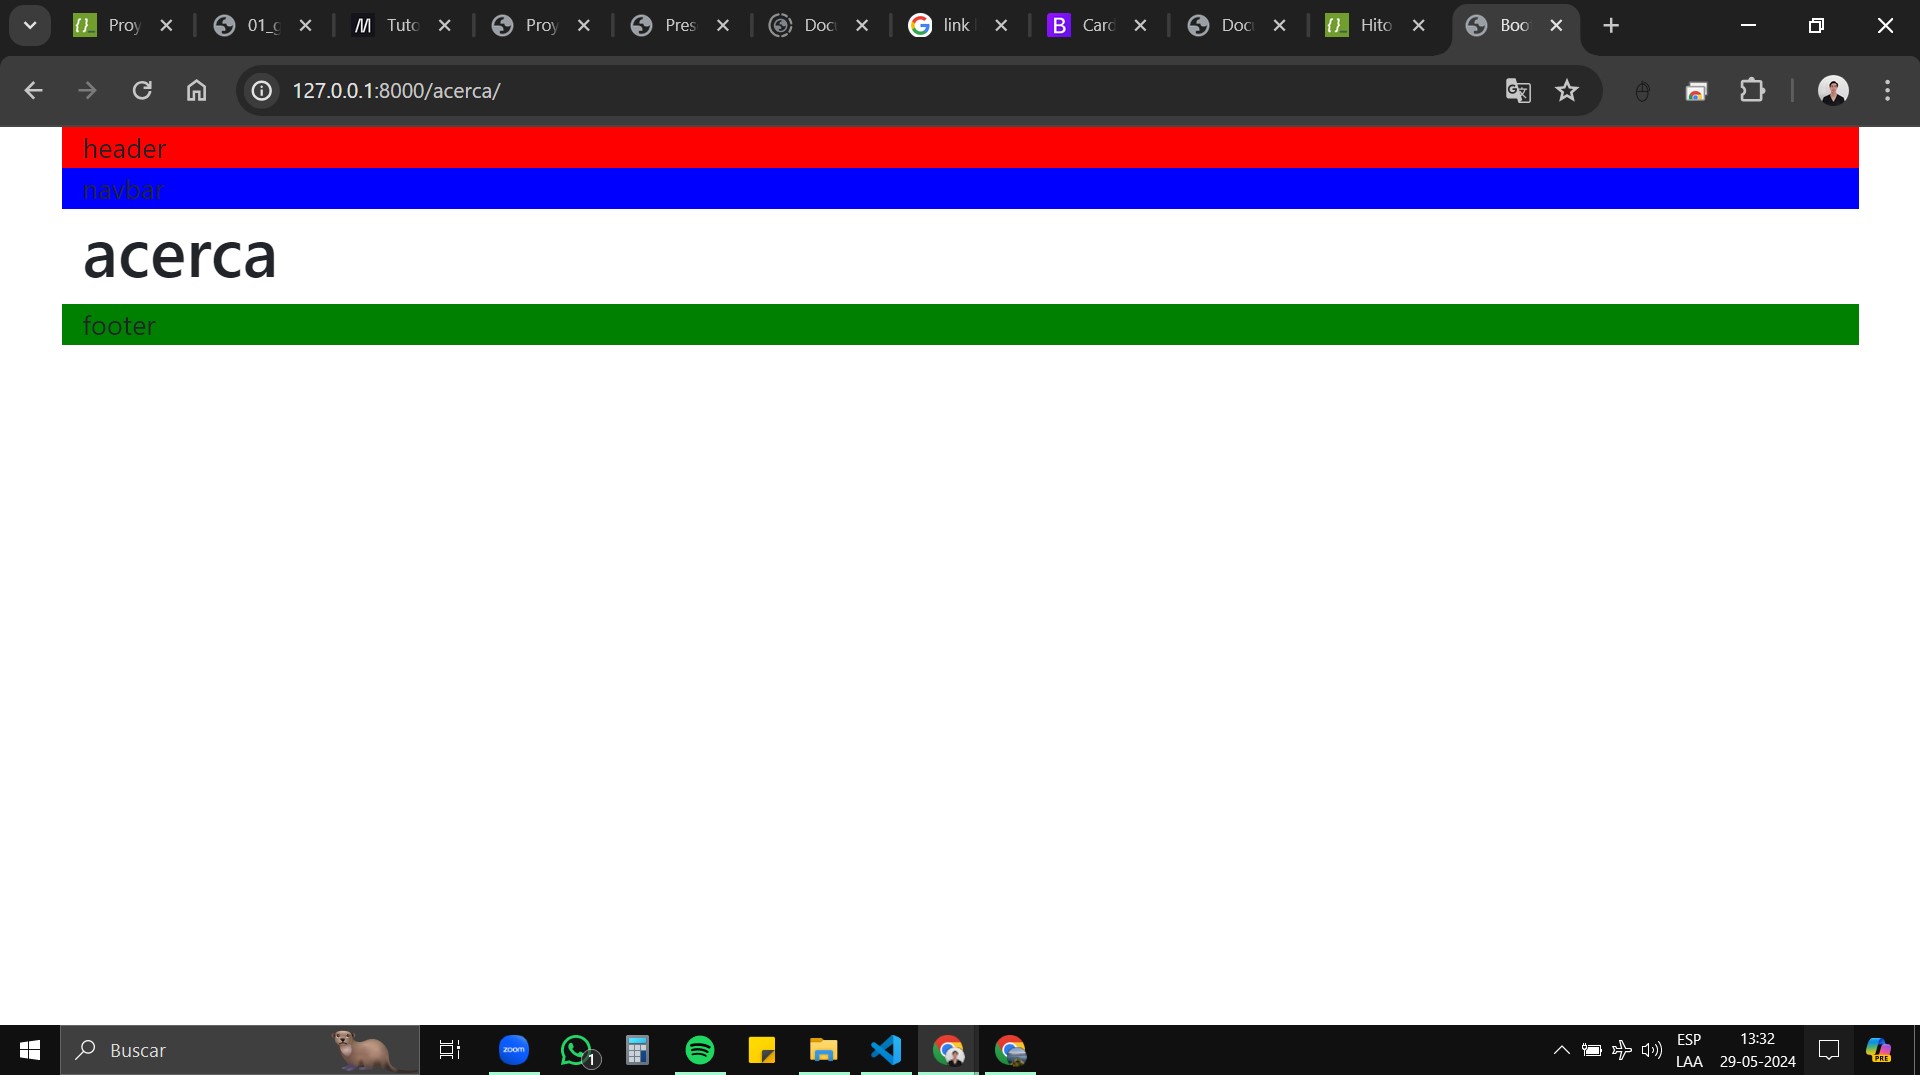 Proy
01_g
Tuto
Proy
Pres
Doc
link
Card
Doc
Hito
Boo
127.0.0.1:8000/acerca/
header
navbar
acerca
footer
Buscar
zoom
1
ESP
LAA
13:32
29-05-2024
PRE